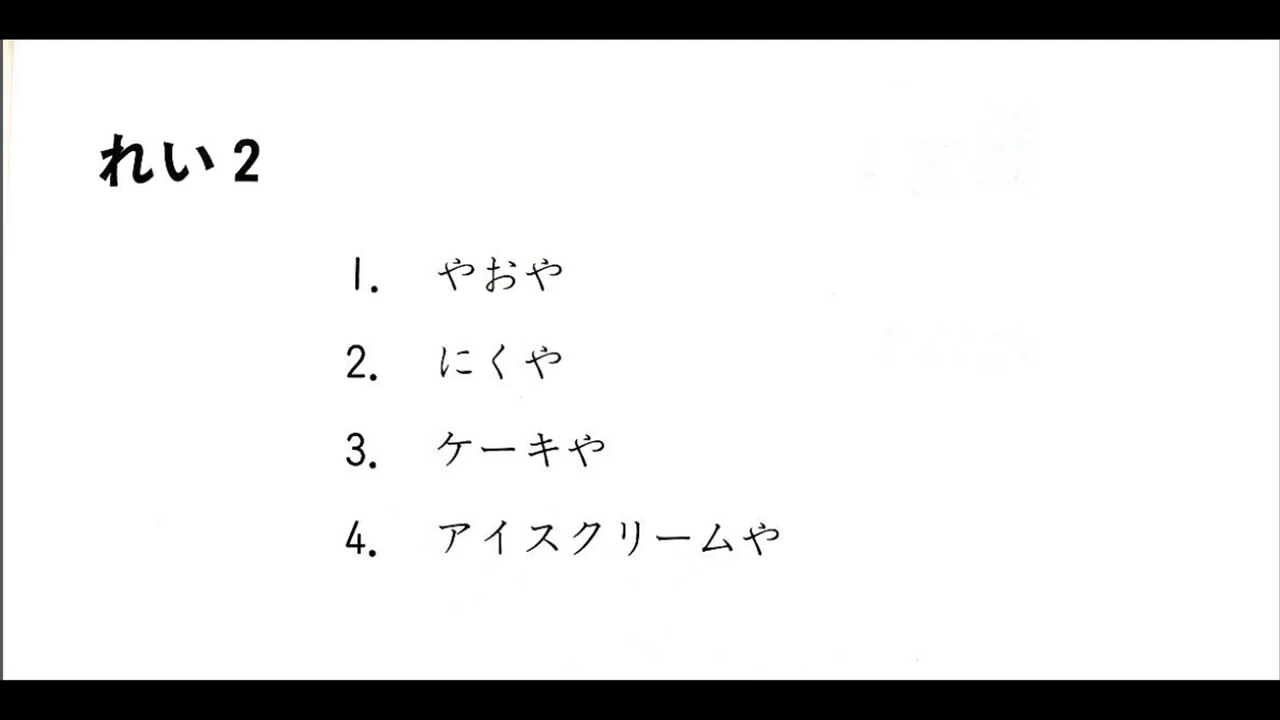 れい 2
1. やおや
2. にくや
3. ケーキや
4. アイスクリームや